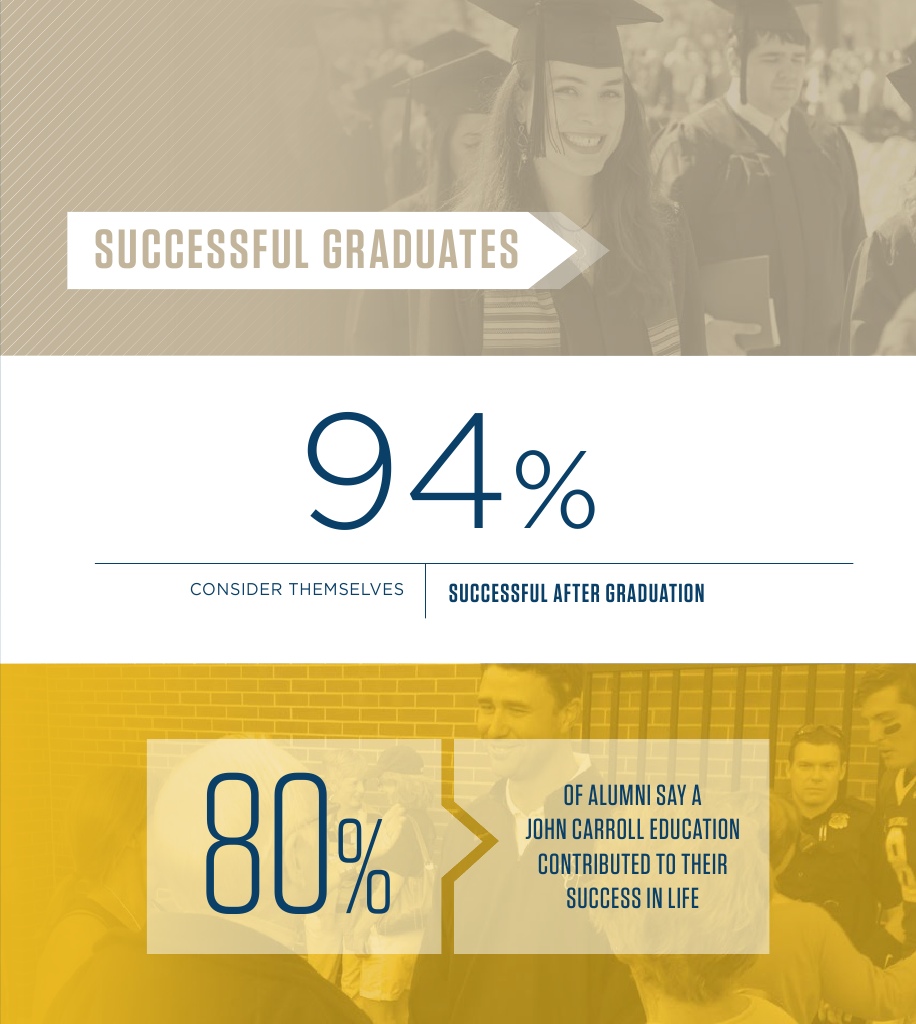 SUCCESSFUL GRADUATES
94%
CONSIDER THEMSELVES
SUCCESSFUL AFTER GRADUATION
80%
OF ALUMNI SAY A
JOHN CARROLL EDUCATION
CONTRIBUTED TO THEIR
SUCCESS IN LIFE